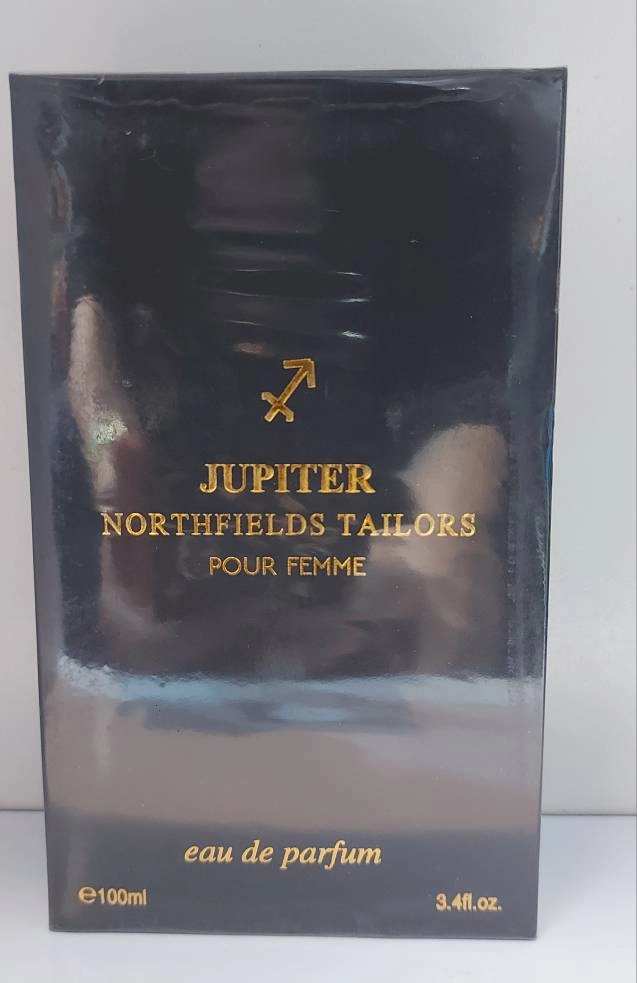 JUPITER
NORTHFIELDS TAILORS
POUR FEMME
eau de parfum
℮100ml
3.4fl.oz.